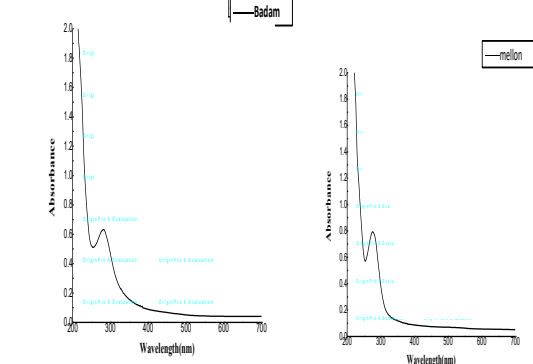 Badam
2.0
1.8
1.6
1.4
1.2
1.0
0.8
0.6
0.4
0.2
0.0
Absorbance
200 300 400 500 600 700
Wavelength(nm)
OriginPro 8 Evaluation
OriginPro 8 Evaluation OriginPro 8 Evaluation
OriginPro 8 Evaluation OriginPro 8 Evaluation
mellon
2.0
1.8
1.6
1.4
1.2
1.0
0.8
0.6
0.4
0.2
0.0
Absorbance
200 300 400 500 600 700
Wavelength(nm)